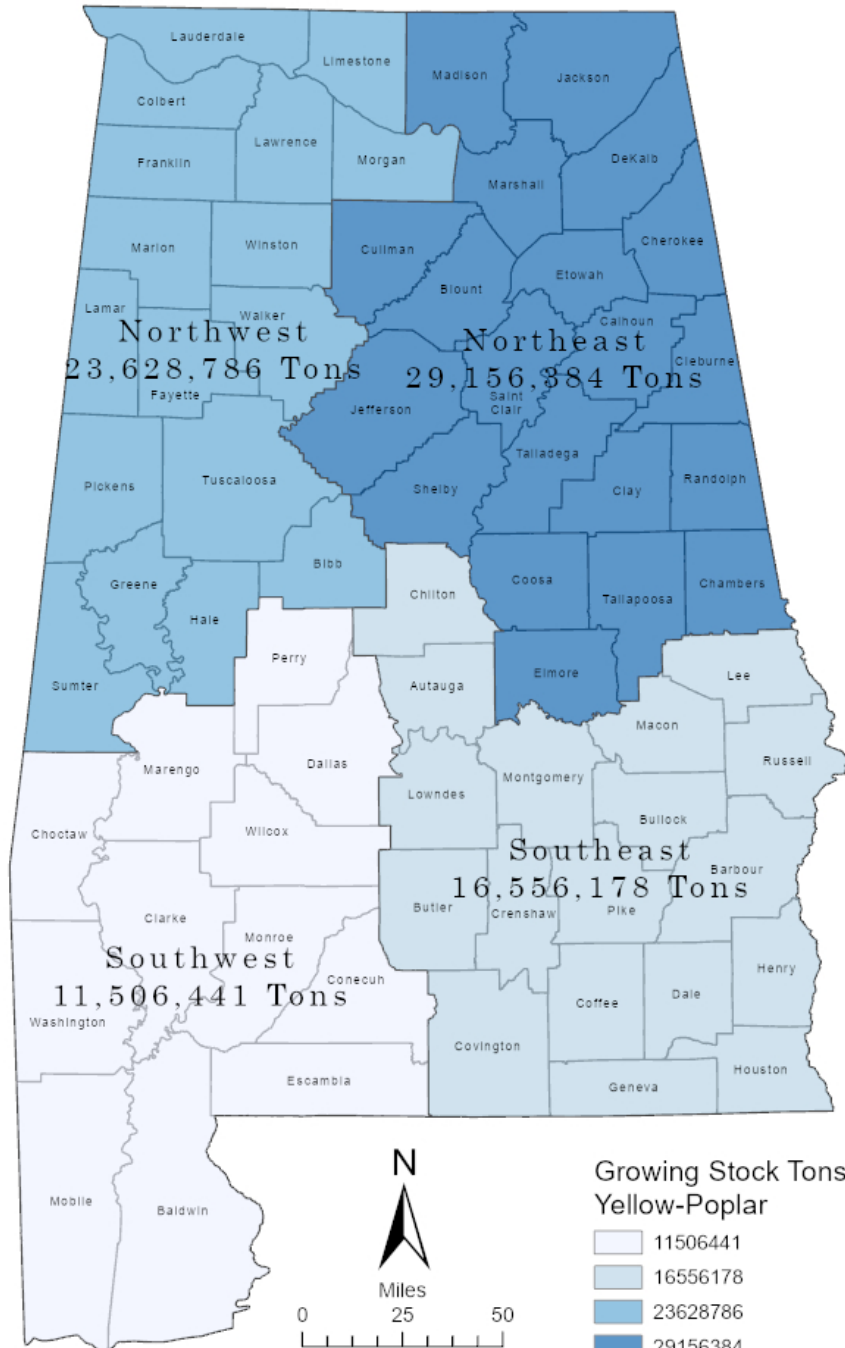 Lauderdale
Limestone
Madison
Jackson
Colbert
Lawrence
Franklin
Morgan
Marshall
DeKalb
Marion
Winston
Cullman
Cherokee
Etowah
Blount
Lamar
Walker
Calhoun
Northwest
23,628,786 Tons
Northeast
29,156,384 Tons
Cleburne
Fayette
Saint
Clair
Jefferson
Talladega
Pickens
Tuscaloosa
Shelby
Clay
Randolph
Bibb
Greene
Coosa
Chambers
Chilton
Tallapoosa
Hale
Perry
Elmore
Lee
Sumter
Autauga
Macon
Russell
Marengo
Dallas
Montgomery
Lowndes
Bullock
Choctaw
Wilcox
Southeast
16,556,178 Tons
Barbour
Butler
Crenshaw
Pike
Clarke
Monroe
Southwest
11,506,441 Tons
Conecuh
Henry
Washington
Coffee
Dale
Covington
Escambia
Geneva
Houston
Mobile
Baldwin
N
Miles
0 25 50
Growing Stock Tons
Yellow-Poplar
11506441
16556178
23628786
29156384